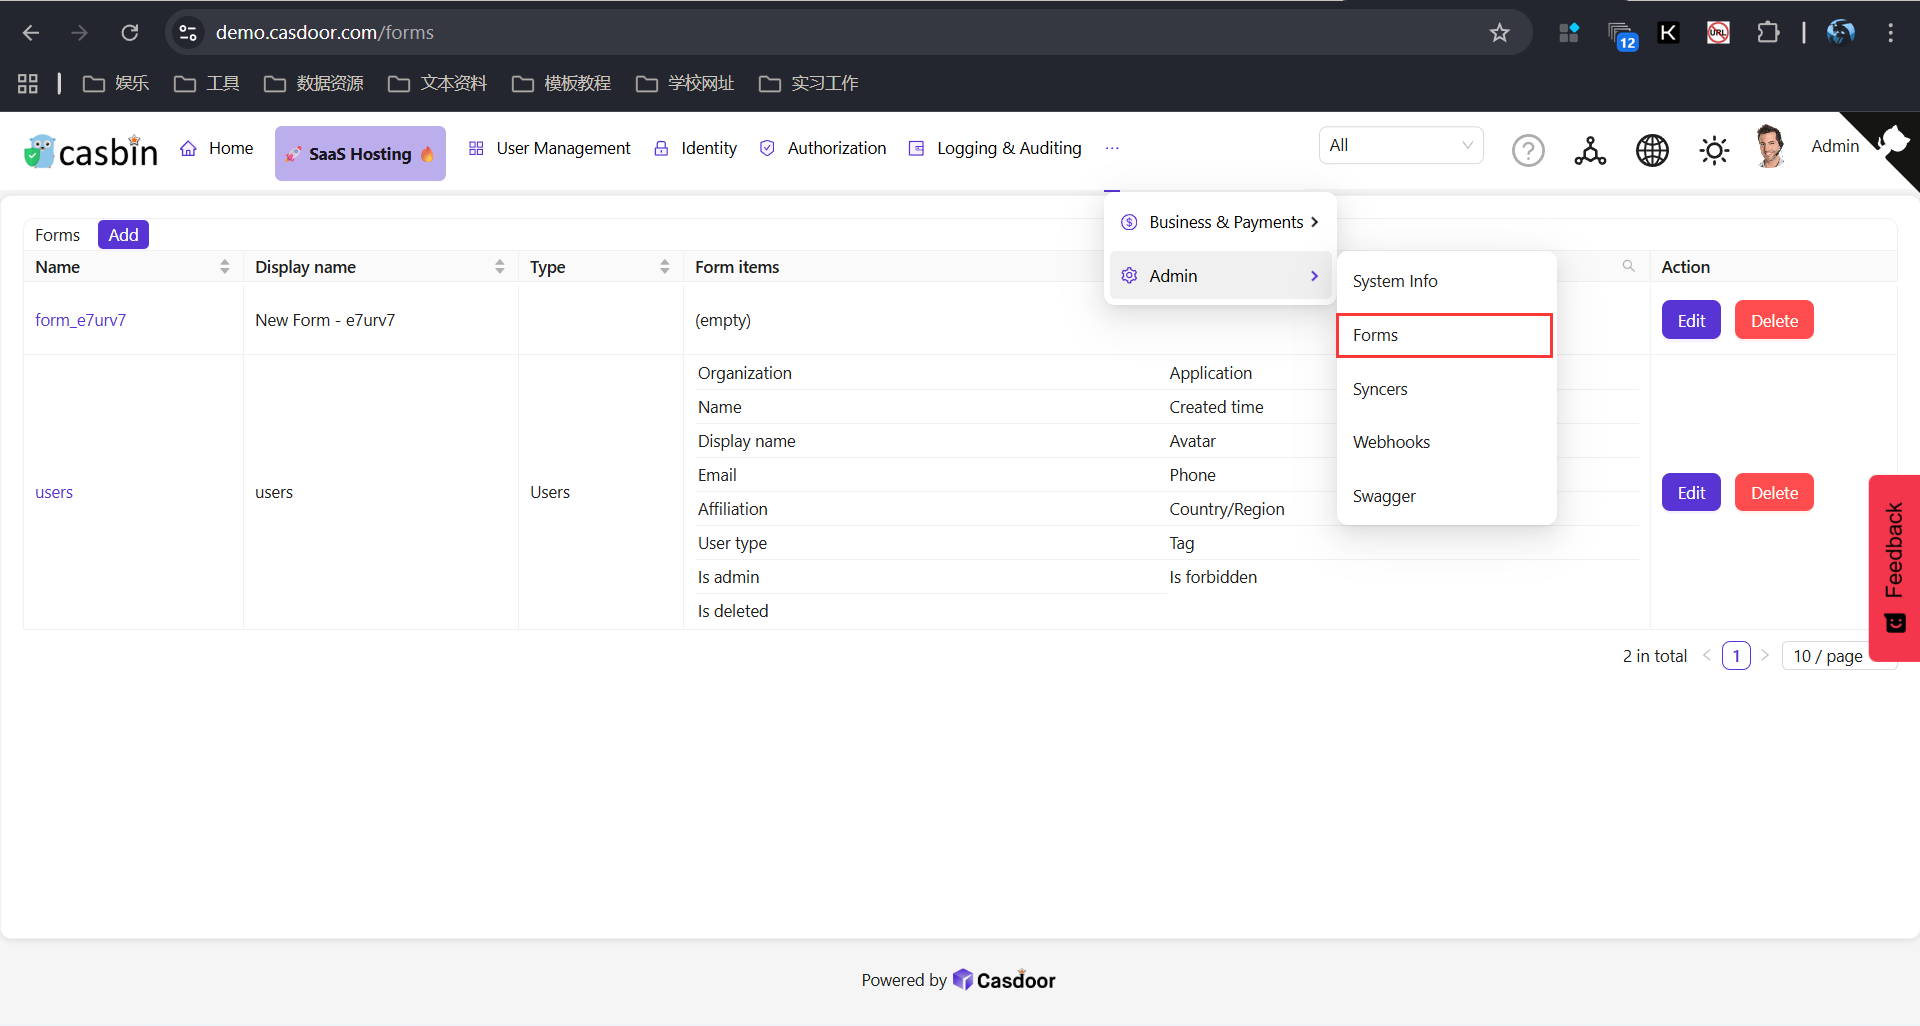 demo.casdoor.com/forms
12
K
URL
娱乐 工具 数据资源 文本资料 模板教程 学校网址 实习工作
casbin Home SaaS Hosting User Management Identity Authorization Logging & Auditing ··· All ? Admin
Business & Payments
Admin
System Info
Forms
Syncers
Webhooks
Swagger
Forms Add
Name Display name Type Form items Action
form_e7urv7 New Form - e7urv7 (empty) Edit Delete
Organization Application
Name Created time
Display name Avatar
Email Phone
users users Users Edit Delete
Affiliation Country/Region
User type Tag
Is admin Is forbidden
Is deleted
Feedback
2 in total 1 10 / page
Powered by Casdoor